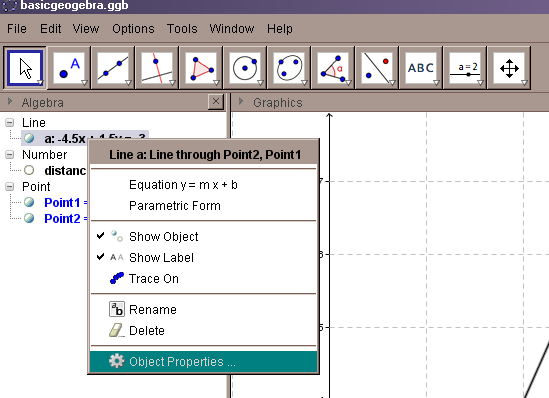 basicgeogebra.ggb
File Edit View Options Tools Window Help
A α ABC a=2
Algebra
Graphics
Line
a: -4.5x + 1.5y = -3
Number
distanc
Point
Point1 =
Point2 =
Line a: Line through Point2, Point1
Equation y = m x + b
Parametric Form
Show Object
AA Show Label
Trace On
ab Rename
Delete
Object Properties ...
7
6
5